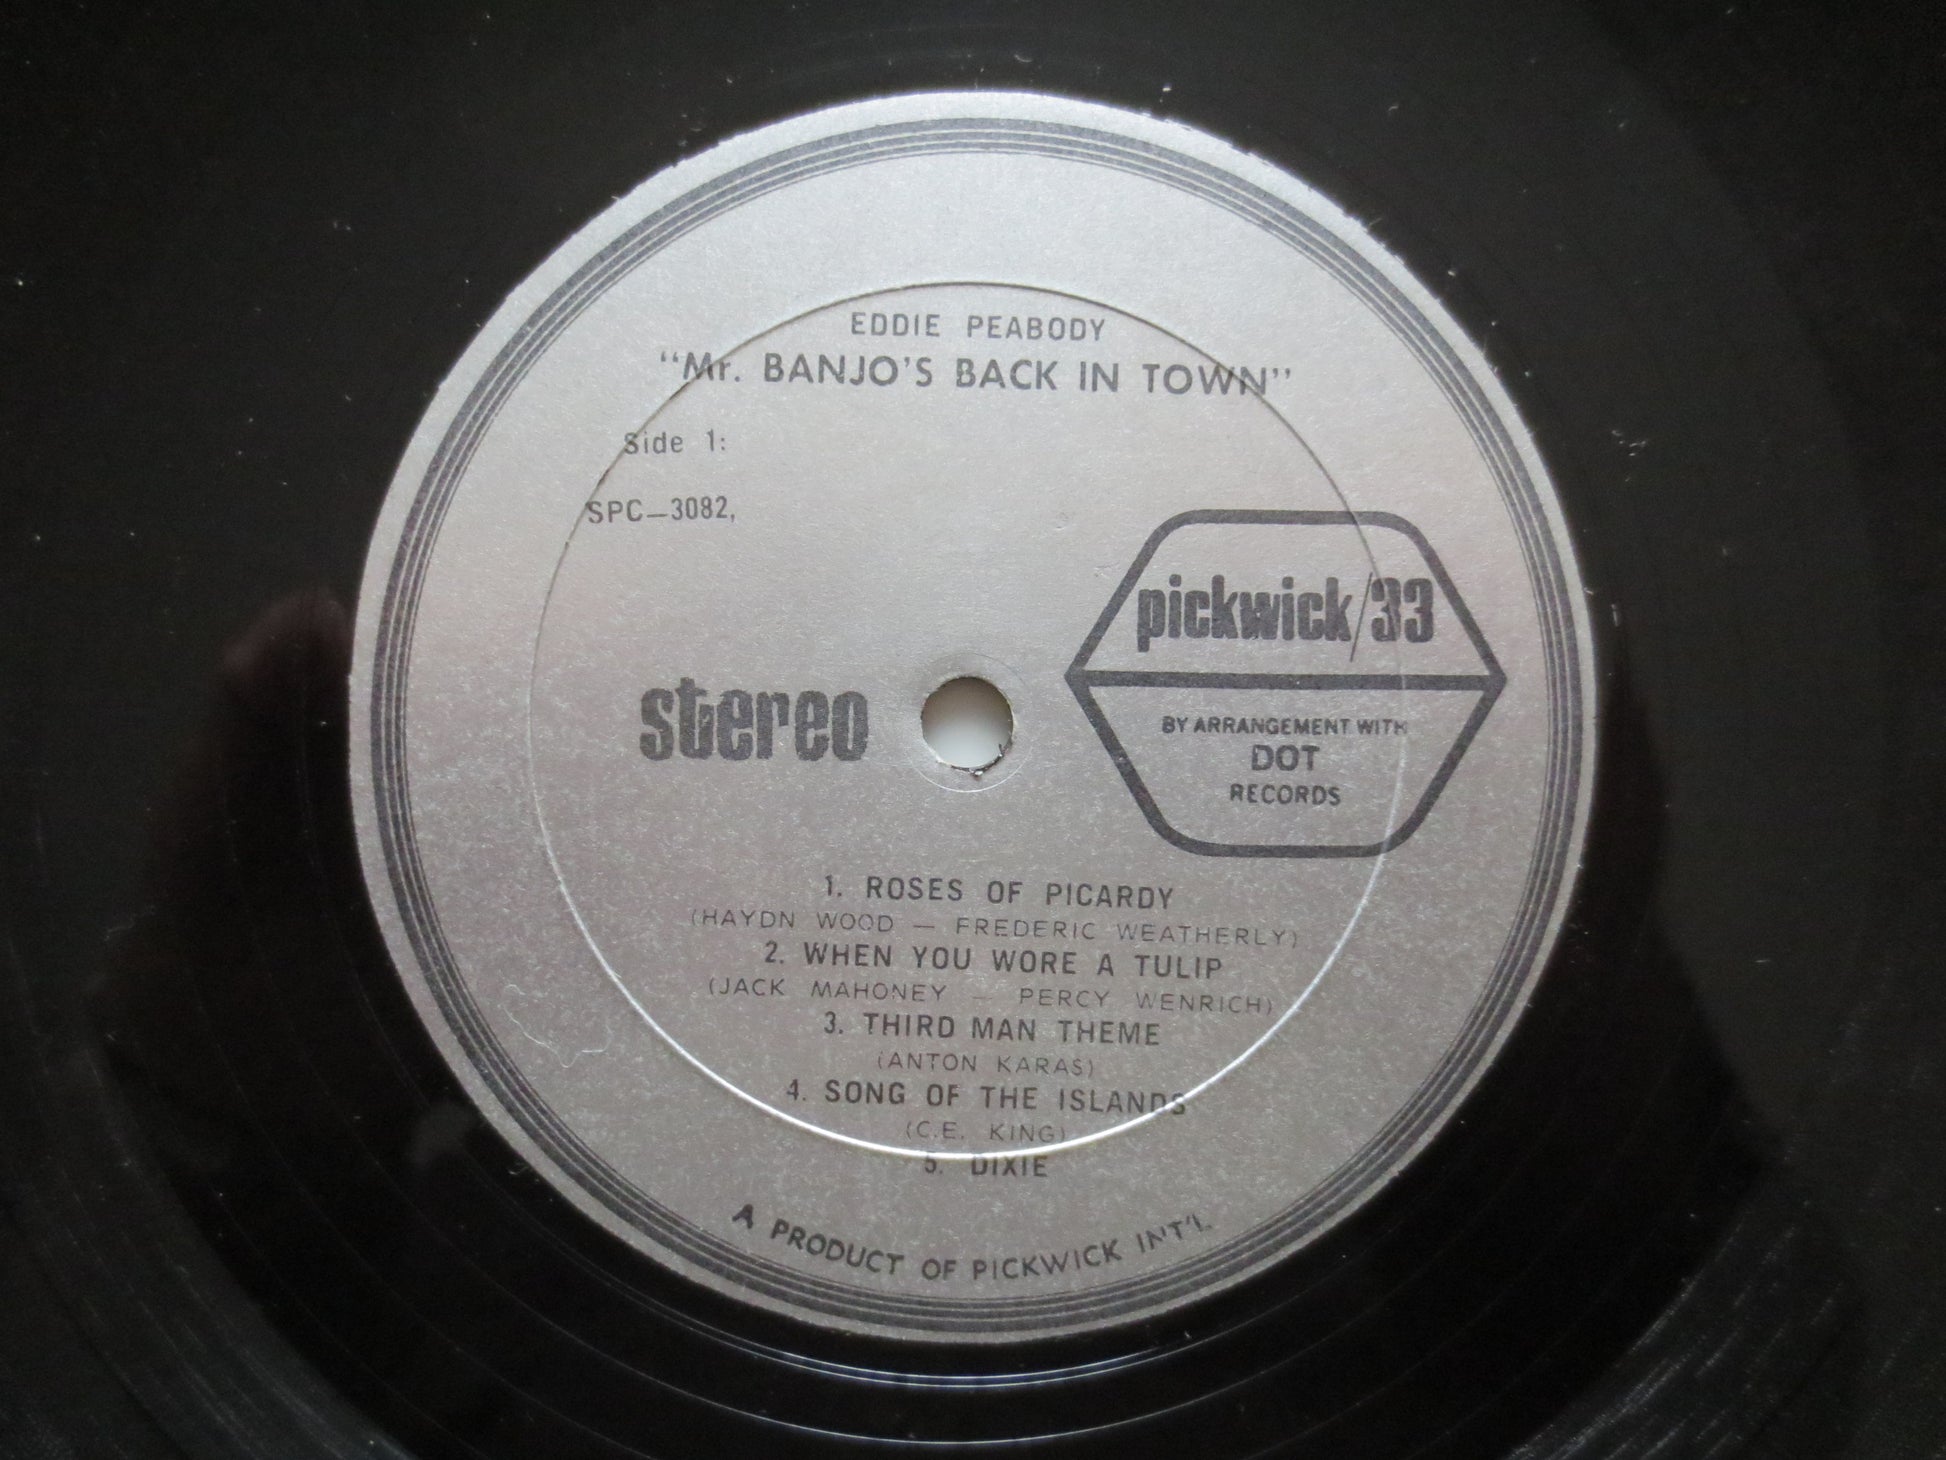 EDDIE PEABODY
“Mr. BANJO'S BACK IN TOWN”
Side 1:
SPC—3082,
pickwick/33
BY ARRANGEMENT WITH
DOT
RECORDS
stereo
1. ROSES OF PICARDY
(HAYDN WOOD — FREDERIC WEATHERLY)
2. WHEN YOU WORE A TULIP
(JACK MAHONEY — PERCY WENRICH)
3. THIRD MAN THEME
(ANTON KARAS)
4. SONG OF THE ISLANDS
(C.E. KING)
5. DIXIE
A PRODUCT OF PICKWICK INT'L.